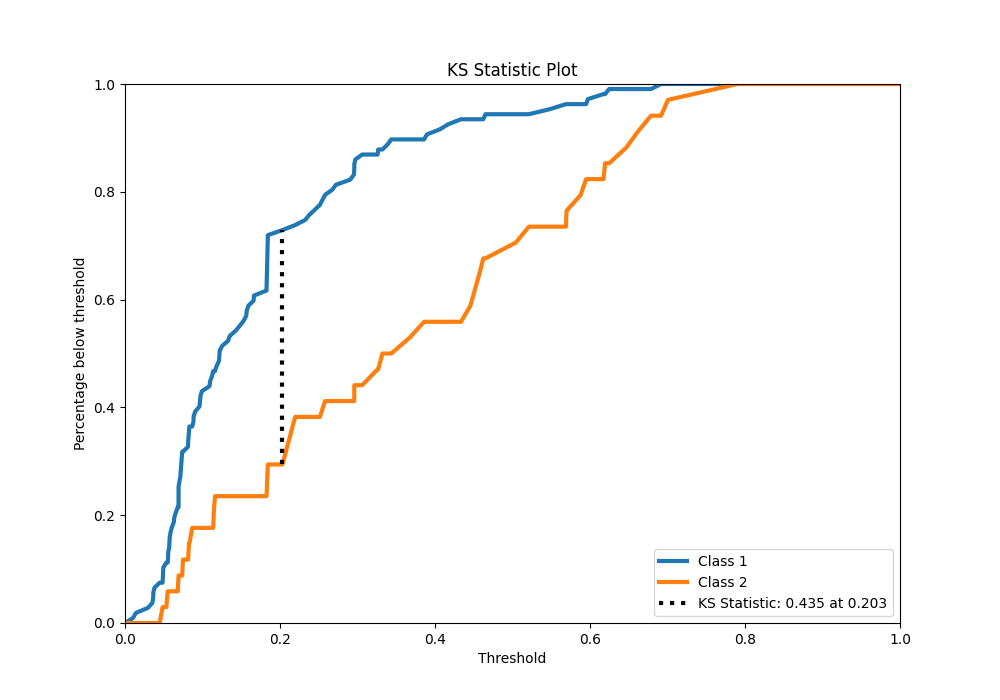 KS Statistic Plot
1.0
0.8
0.6
0.4
0.2
0.0
Percentage below threshold
0.0 0.2 0.4 0.6 0.8 1.0
Threshold
Class 1
Class 2
KS Statistic: 0.435 at 0.203